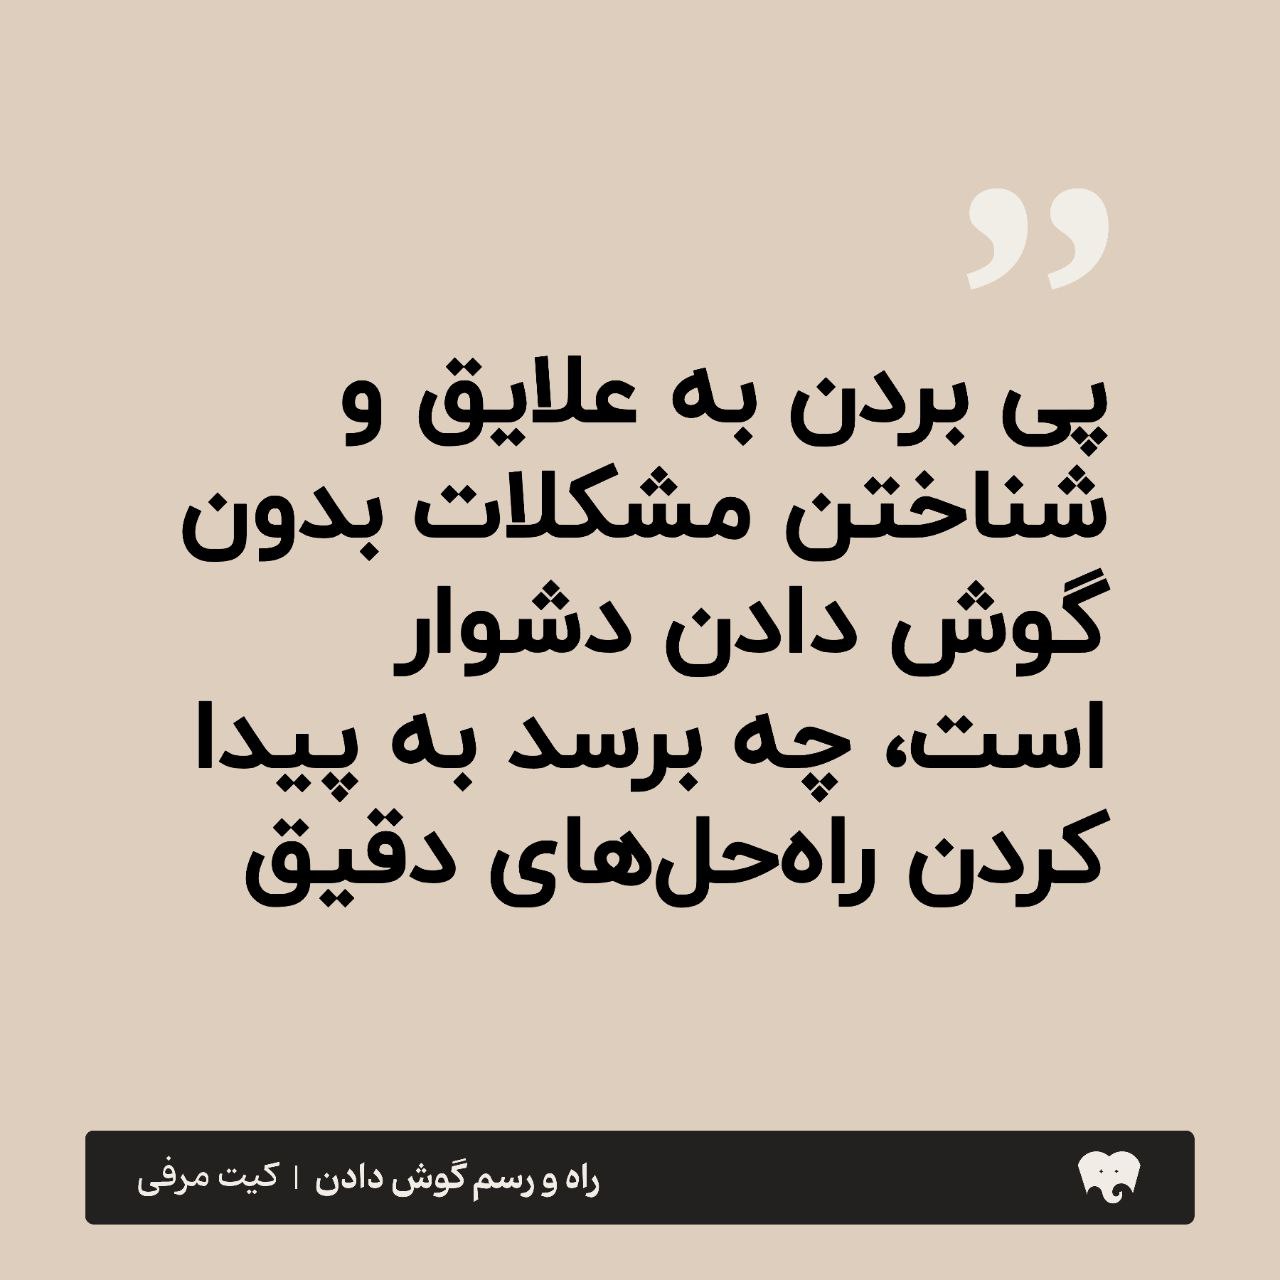 ”
پی بردن به علایق و
شناختن مشکلات بدون
گوش دادن دشوار
است، چه برسد به پیدا
کردن راه‌حل‌های دقیق
راه و رسم گوش دادن | کیت مرفی